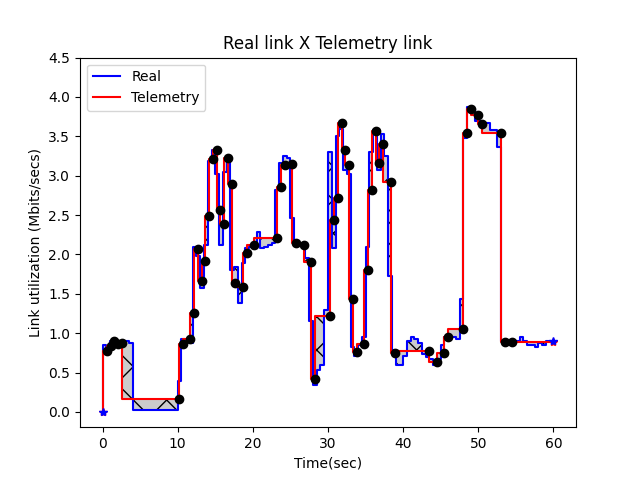 Real link X Telemetry link
Real
Telemetry
Link utilization (Mbits/secs)
4.5
4.0
3.5
3.0
2.5
2.0
1.5
1.0
0.5
0.0
0 10 20 30 40 50 60
Time(sec)